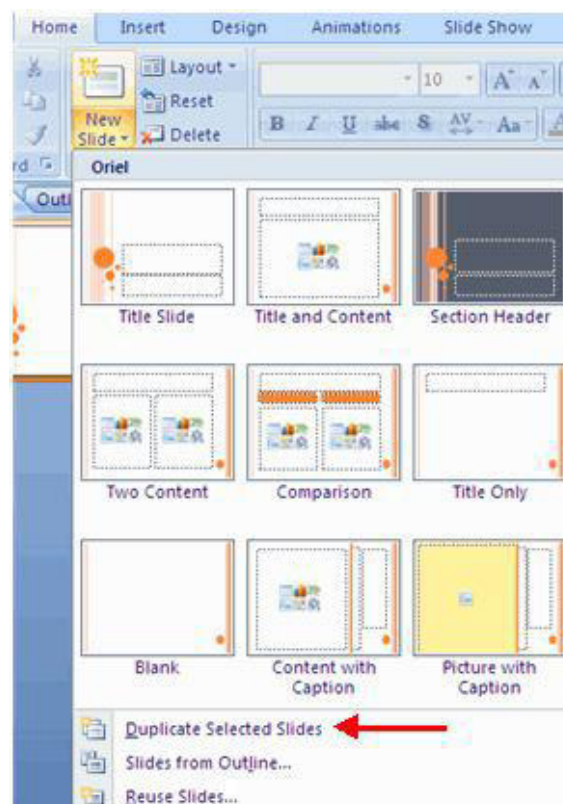 Home Insert Design Animations Slide Show
Layout
10 A A
Reset
New
Slide
Delete
B I U abc S AV Aa A
rd
Oriel
Outl
Title Slide Title and Content Section Header
Two Content Comparison Title Only
Blank Content with Caption Picture with Caption
Duplicate Selected Slides
Slides from Outline...
Reuse Slides...